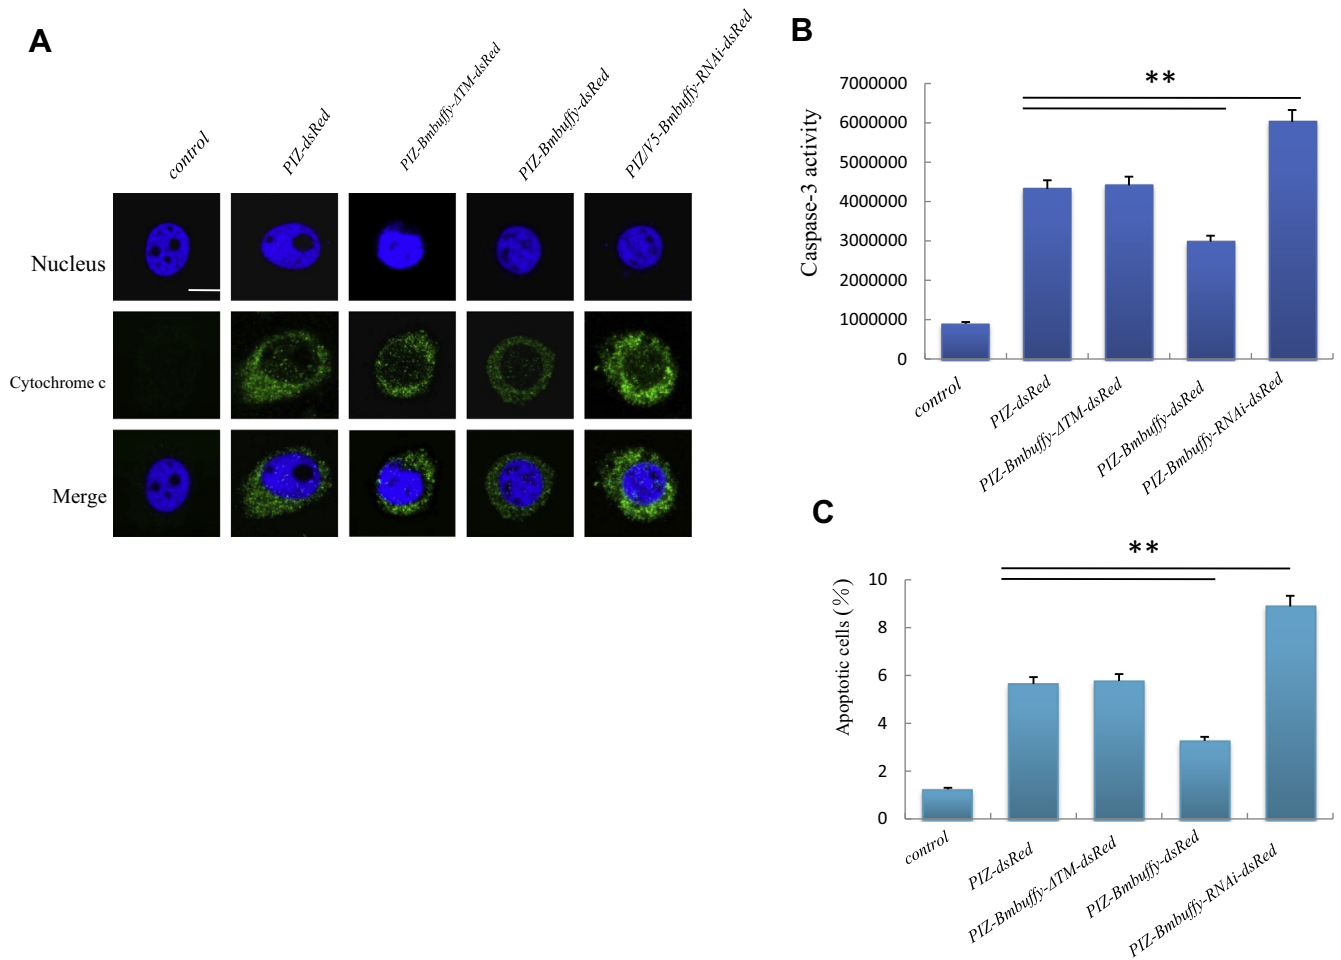 A
control
PIZ-dsRed
PIZ-Bmbuffy-ΔTM-dsRed
PIZ-Bmbuffy-dsRed
PIZ/V5-Bmbuffy-RNAi-dsRed
Nucleus
Cytochrome c
Merge
B
**
Caspase-3 activity
7000000
6000000
5000000
4000000
3000000
2000000
1000000
0
control
PIZ-dsRed
PIZ-Bmbuffy-ΔTM-dsRed
PIZ-Bmbuffy-dsRed
PIZ-Bmbuffy-RNAi-dsRed
C
**
Apoptotic cells (%)
10
8
6
4
2
0
control
PIZ-dsRed
PIZ-Bmbuffy-ΔTM-dsRed
PIZ-Bmbuffy-dsRed
PIZ-Bmbuffy-RNAi-dsRed